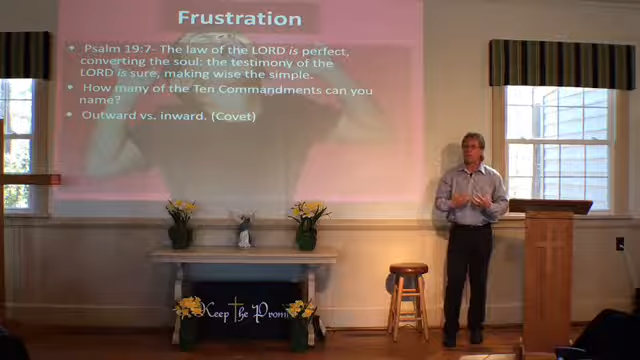 Frustration
• Psalm 19:7- The law of the LORD is perfect,
converting the soul: the testimony of the
LORD is sure, making wise the simple.
• How many of the Ten Commandments can you
name?
• Outward vs. inward. (Covet)
Keep the Promi